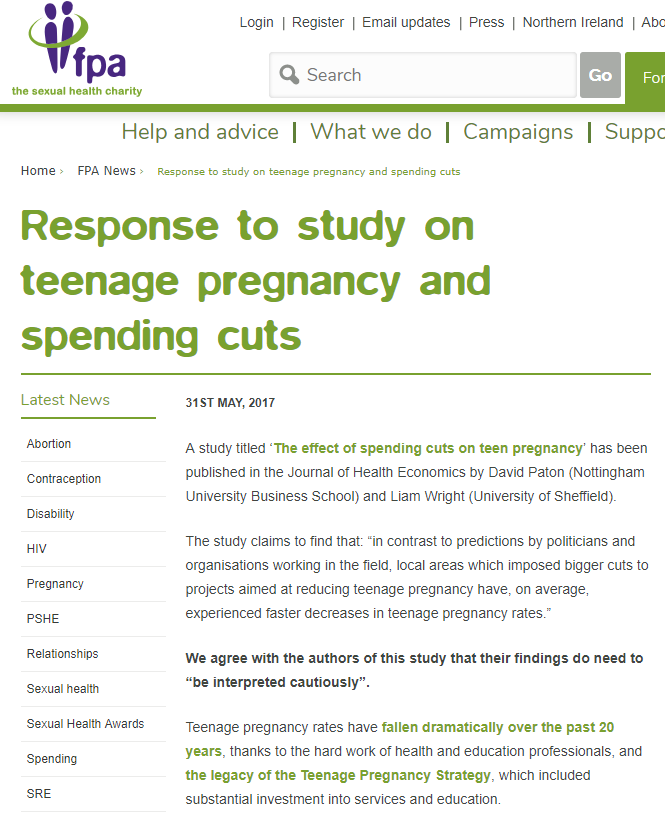 fpa
the sexual health charity
Login | Register | Email updates | Press | Northern Ireland | Abo
Search
Go
For
Help and advice | What we do | Campaigns | Suppo
Home › FPA News › Response to study on teenage pregnancy and spending cuts
Response to study on
teenage pregnancy and
spending cuts
Latest News
Abortion
Contraception
Disability
HIV
Pregnancy
PSHE
Relationships
Sexual health
Sexual Health Awards
Spending
SRE
31ST MAY, 2017
A study titled ‘The effect of spending cuts on teen pregnancy’ has been
published in the Journal of Health Economics by David Paton (Nottingham
University Business School) and Liam Wright (University of Sheffield).
The study claims to find that: “in contrast to predictions by politicians and
organisations working in the field, local areas which imposed bigger cuts to
projects aimed at reducing teenage pregnancy have, on average,
experienced faster decreases in teenage pregnancy rates.”
We agree with the authors of this study that their findings do need to
“be interpreted cautiously”.
Teenage pregnancy rates have fallen dramatically over the past 20
years, thanks to the hard work of health and education professionals, and
the legacy of the Teenage Pregnancy Strategy, which included
substantial investment into services and education.